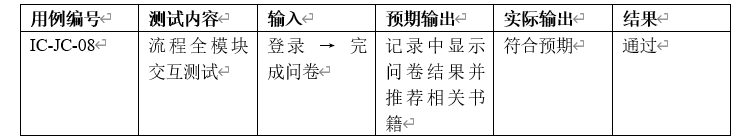 用例编号 测试内容 输入 预期输出 实际输出 结果
IC-JC-08 流程全模块 登录 → 完 记录中显示 符合预期 通过
交互测试 成问卷 问卷结果并
推荐相关书
籍